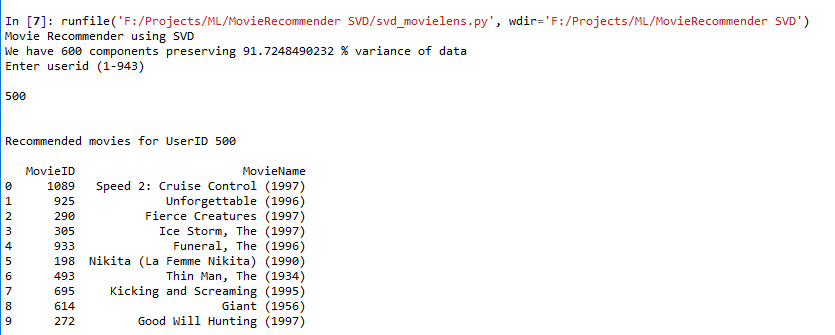 In [7]: runfile('F:/Projects/ML/MovieRecommender SVD/svd_movielens.py', wdir='F:/Projects/ML/MovieRecommender SVD')
Movie Recommender using SVD
We have 600 components preserving 91.7248490232 % variance of data
Enter userid (1-943)
500
Recommended movies for UserID 500
MovieID MovieName
0 1089 Speed 2: Cruise Control (1997)
1 925 Unforgettable (1996)
2 290 Fierce Creatures (1997)
3 305 Ice Storm, The (1997)
4 933 Funeral, The (1996)
5 198 Nikita (La Femme Nikita) (1990)
6 493 Thin Man, The (1934)
7 695 Kicking and Screaming (1995)
8 614 Giant (1956)
9 272 Good Will Hunting (1997)